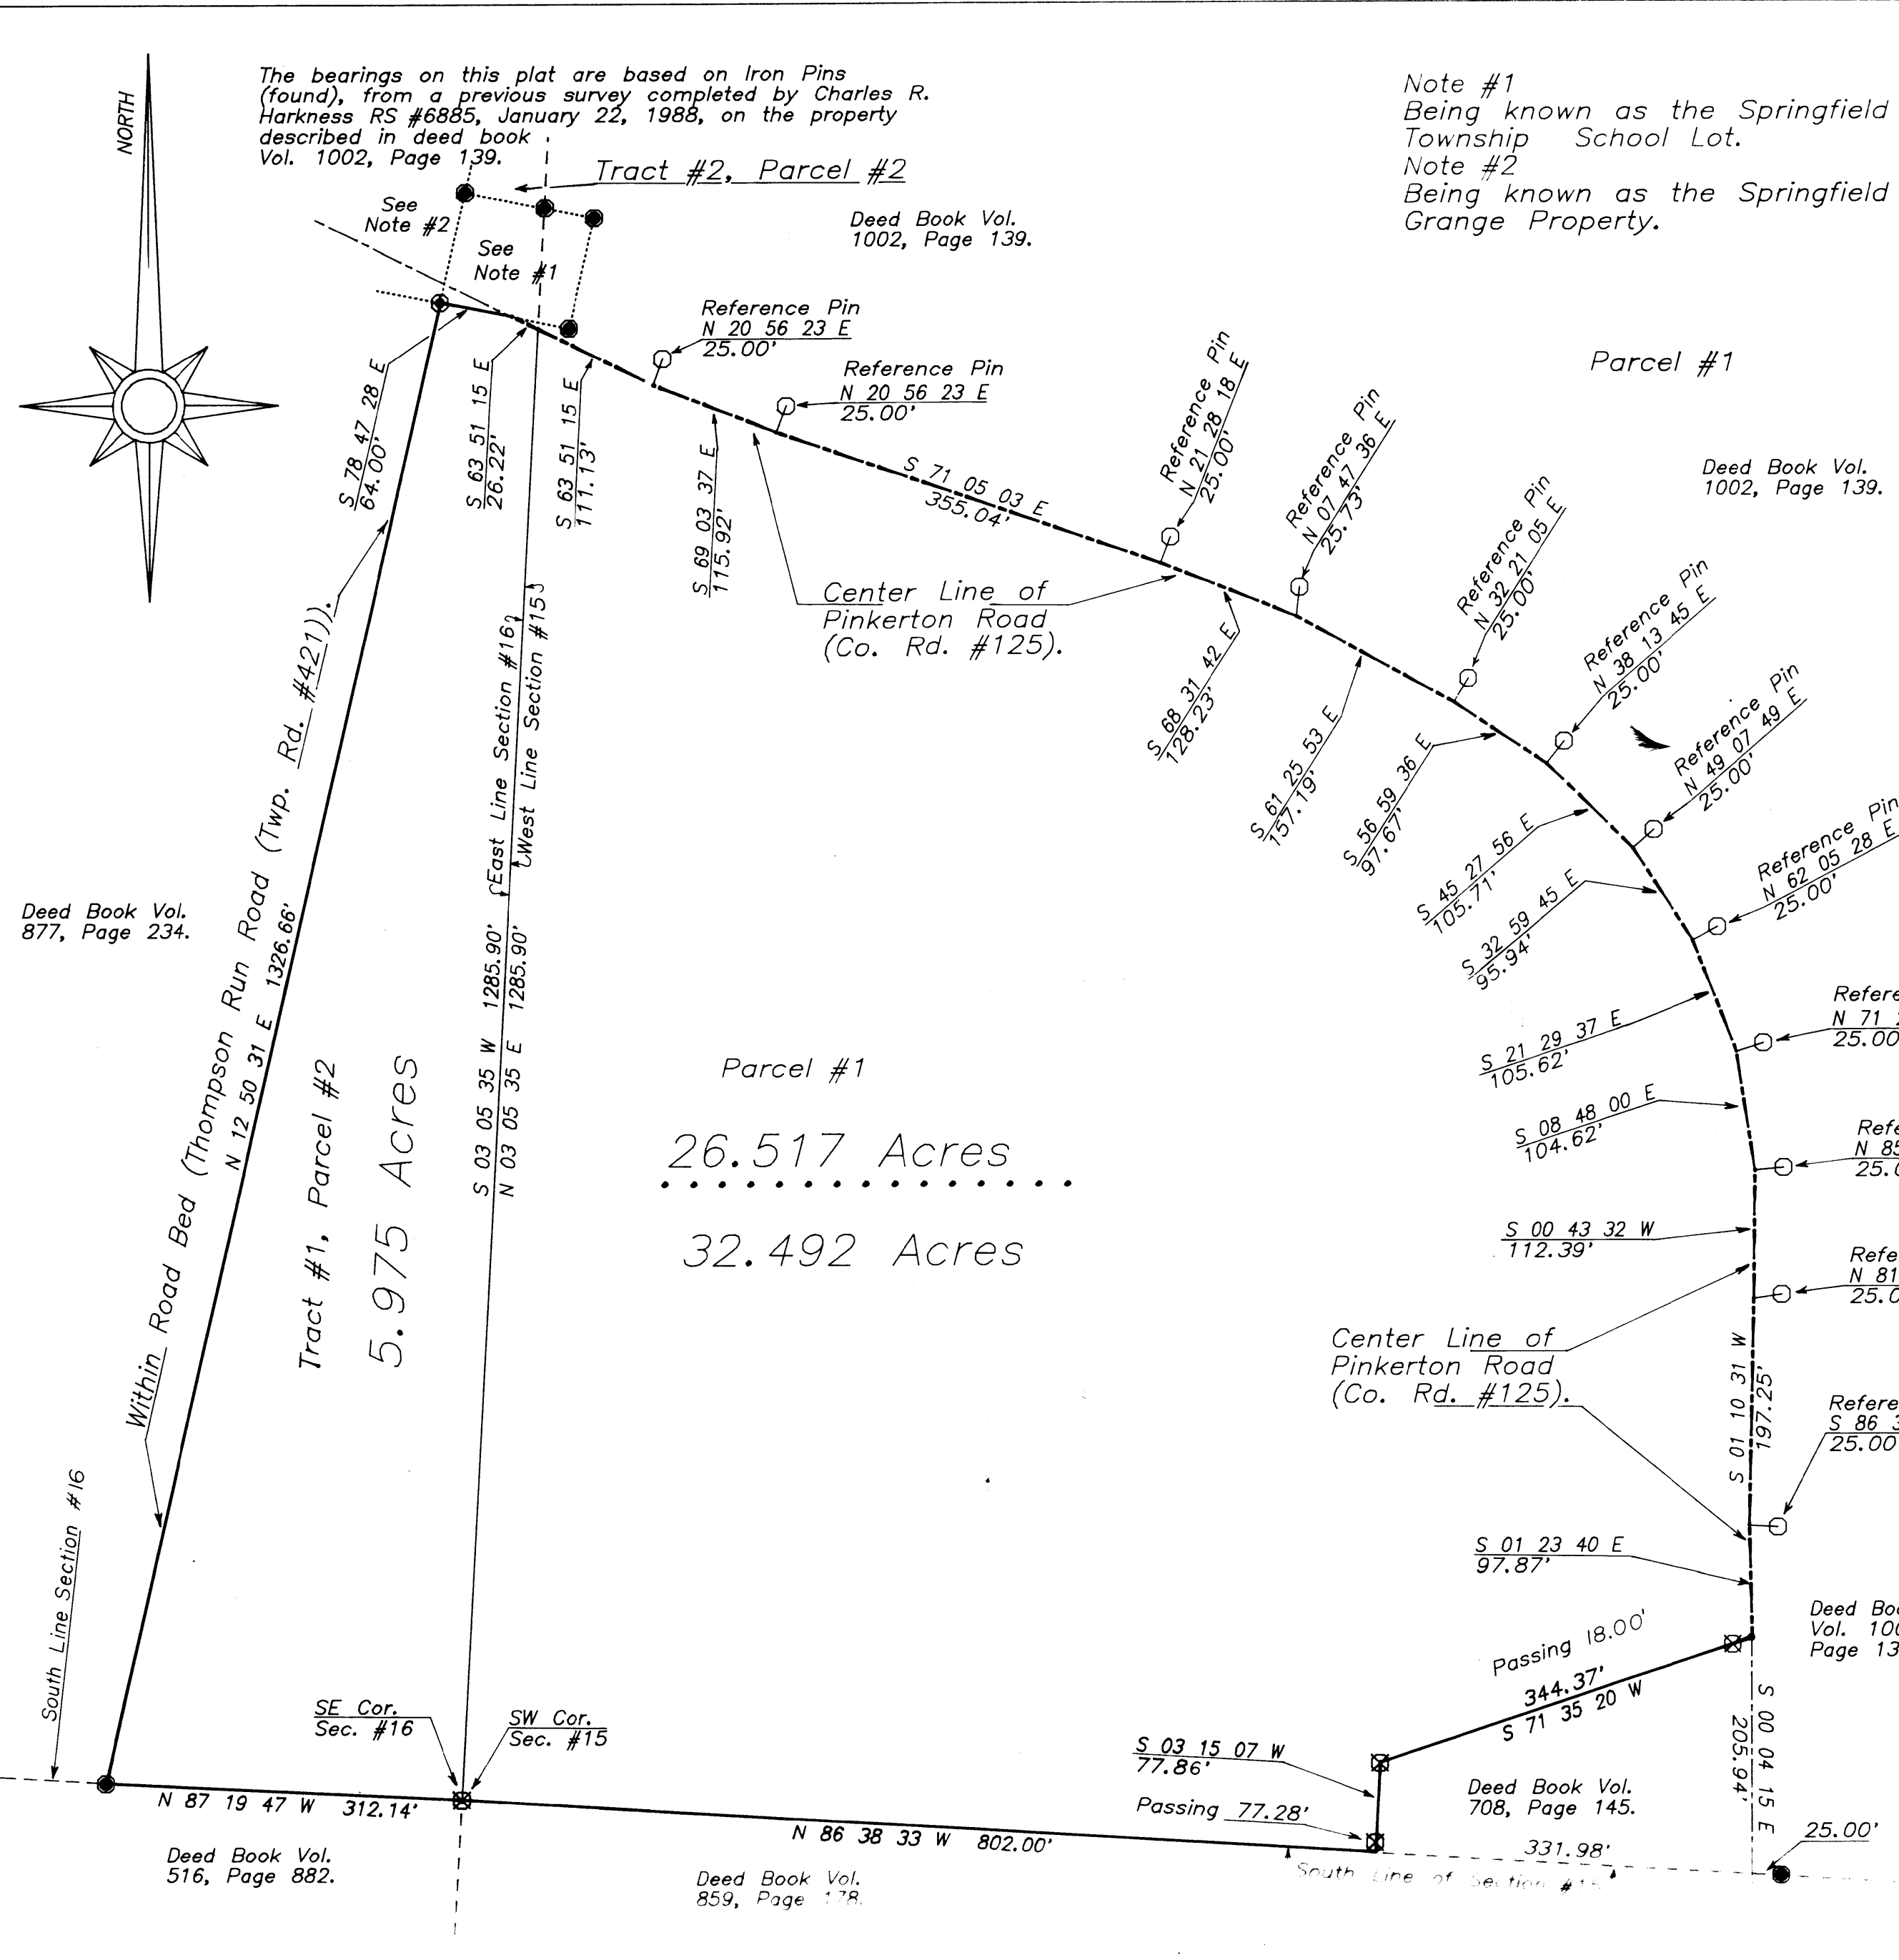 NORTH
The bearings on this plat are based on Iron Pins
(found), from a previous survey completed by Charles R.
Harkness RS #6885, January 22, 1988, on the property
described in deed book
Vol. 1002, Page 139.
Tract #2, Parcel #2
Note #1
Being known as the Springfield
Township School Lot.
Note #2
Being known as the Springfield
Grange Property.
See
Note #2
See
Note #1
Deed Book Vol.
1002, Page 139.
Reference Pin
N 20 56 23 E
25.00'
Reference Pin
N 20 56 23 E
25.00'
Reference Pin
N 21 28 18 E
25.00'
Reference Pin
N 07 47 36 E
25.73'
Reference Pin
N 32 21 05 E
25.00'
Reference Pin
N 38 13 45 E
25.00'
Reference Pin
N 49 07 49 E
25.00'
Reference Pin
N 62 05 28 E
25.00'
Parcel #1
Deed Book Vol.
1002, Page 139.
S 78 47 28 E
64.00'
S 63 51 15 E
26.22'
S 63 51 15 E
111.13'
S 69 03 37 E
115.92'
S 71 05 03 E
355.04'
Center Line of
Pinkerton Road
(Co. Rd. #125).
S 68 31 42 E
128.23'
S 61 25 53 E
157.19'
S 56 59 36 E
97.67'
S 45 27 56 E
105.71'
S 32 59 45 E
95.94'
S 21 29 37 E
105.62'
S 08 48 00 E
104.62'
S 00 43 32 W
112.39'
N 71
25.00
N 85
N 81
S 86
25.00
Deed Book Vol.
877, Page 234.
Within Road Bed (Thompson Run Road (Twp. Rd. #421)).
N 12 50 31 E 1326.66'
Tract #1, Parcel #2
5.975 Acres
S 03 05 35 W 1285.90' East Line Section #16
N 03 05 35 E 1285.90' West Line Section #15
Parcel #1
26.517 Acres
32.492 Acres
Center Line of
Pinkerton Road
(Co. Rd. #125).
S 01 10 31 W
197.25'
S 01 23 40 E
97.87'
South Line Section #16
SE Cor.
Sec. #16
SW Cor.
Sec. #15
Passing 18.00'
344.37'
S 71 35 20 W
S 03 15 07 W
77.86'
Passing 77.28'
Deed Book Vol.
708, Page 145.
331.98'
S 00 04 15 E
205.94'
25.00'
Deed
Vol.
Page
N 87 19 47 W 312.14'
N 86 38 33 W 802.00'
South Line of Section #15
Deed Book Vol.
516, Page 882.
Deed Book Vol.
859, Page 178.